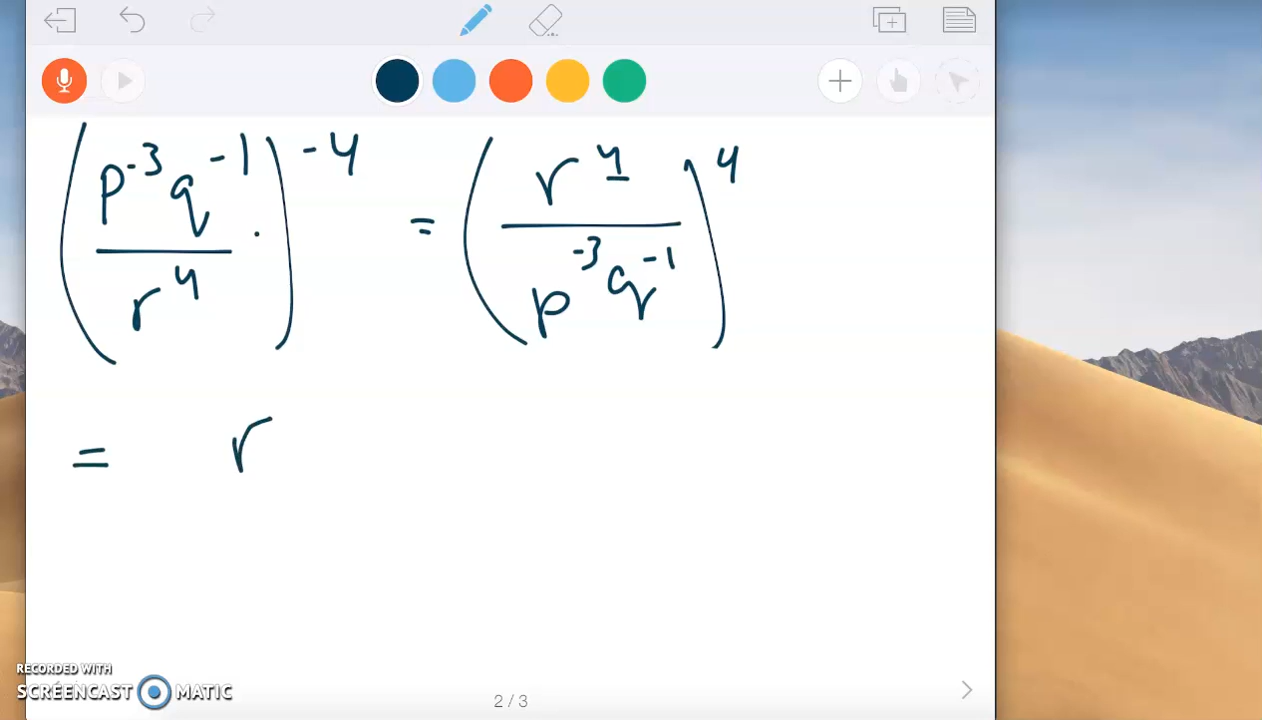 (p^-3 q^-1 / r^4 ·)^-4 = (r^4 / p^-3 q^-1)^4
= r
RECORDED WITH
SCREENCAST MATIC
2 / 3